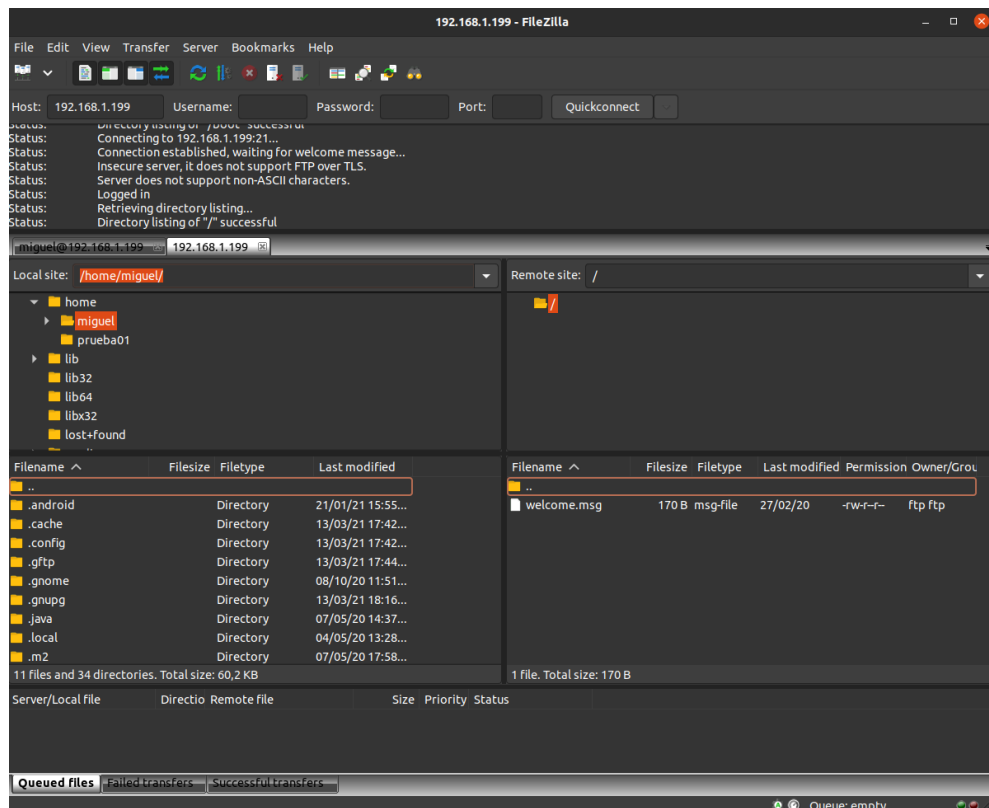 192.168.1.199 - FileZilla
File Edit View Transfer Server Bookmarks Help
Host: 192.168.1.199 Username: Password: Port: Quickconnect
Status: Directory listing of "/boot" successful
Status: Connecting to 192.168.1.199:21...
Status: Connection established, waiting for welcome message...
Status: Insecure server, it does not support FTP over TLS.
Status: Server does not support non-ASCII characters.
Status: Logged in
Status: Retrieving directory listing...
Status: Directory listing of "/" successful
miguel@192.168.1.199 192.168.1.199
Local site: /home/miguel/
home
miguel
prueba01
lib
lib32
lib64
libx32
lost+found
Remote site: /
/
Filename Filesize Filetype Last modified
..
.android Directory 21/01/21 15:55...
.cache Directory 13/03/21 17:42...
.config Directory 13/03/21 17:42...
.gftp Directory 13/03/21 17:44...
.gnome Directory 08/10/20 11:51...
.gnupg Directory 13/03/21 18:16...
.java Directory 07/05/20 14:37...
.local Directory 04/05/20 13:28...
.m2 Directory 07/05/20 17:58...
11 files and 34 directories. Total size: 60,2 KB
Filename Filesize Filetype Last modified Permission Owner/Grou
..
welcome.msg 170 B msg-file 27/02/20 -rw-r--r-- ftp ftp
1 file. Total size: 170 B
Server/Local file Directio Remote file Size Priority Status
Queued files Failed transfers Successful transfers
Queue: empty